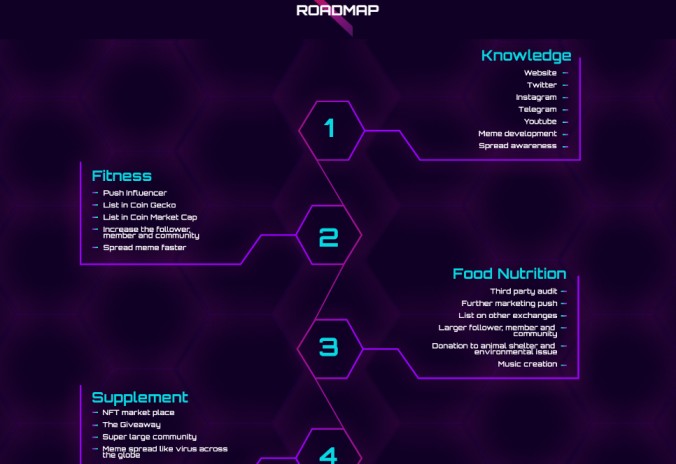 ROADMAP
Knowledge
Website
Twitter
Instagram
Telegram
Youtube
Meme development
Spread awareness
1
Fitness
Push Influencer
List in Coin Gecko
List in Coin Market Cap
Increase the follower,
member and community
Spread meme faster
2
Food Nutrition
Third party audit
Further marketing push
List on other exchanges
Larger follower, member and
community
Donation to animal shelter and
environmental issue
Music creation
3
Supplement
NFT market place
The Giveaway
Super large community
Meme spread like virus across
the globe
4